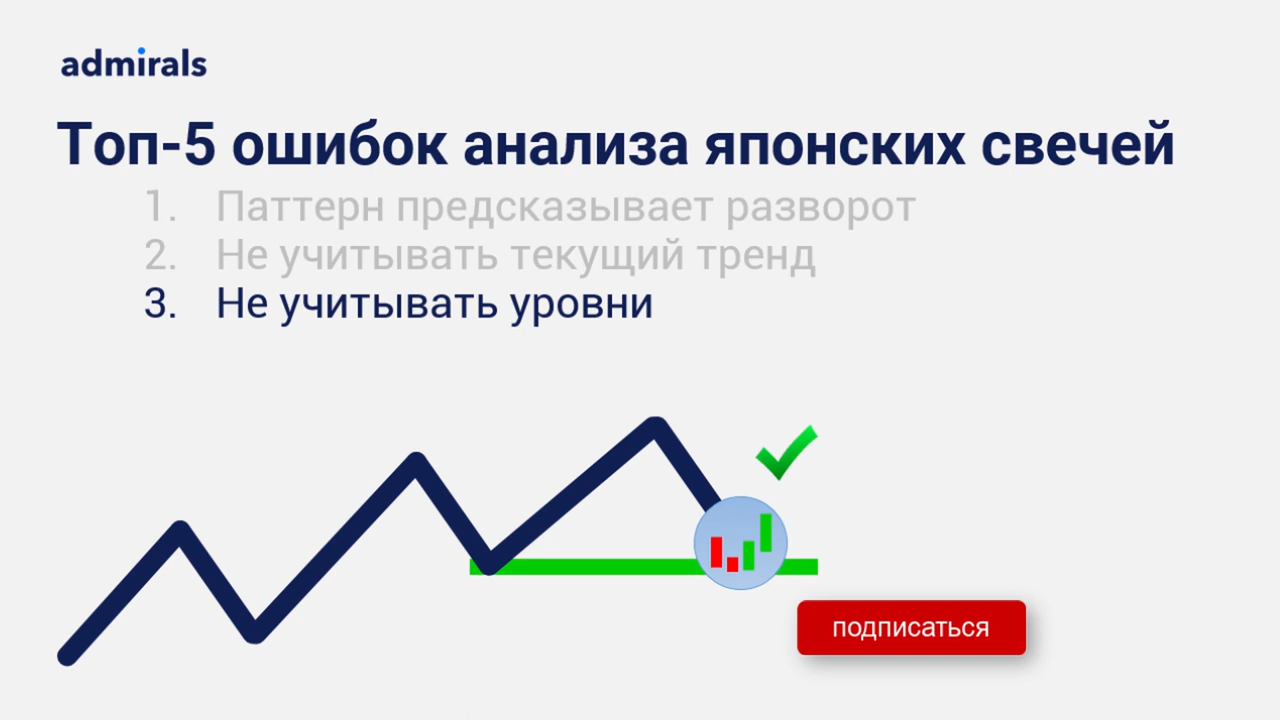 admirals
Топ-5 ошибок анализа японских свечей
1. Паттерн предсказывает разворот
2. Не учитывать текущий тренд
3. Не учитывать уровни
подписаться